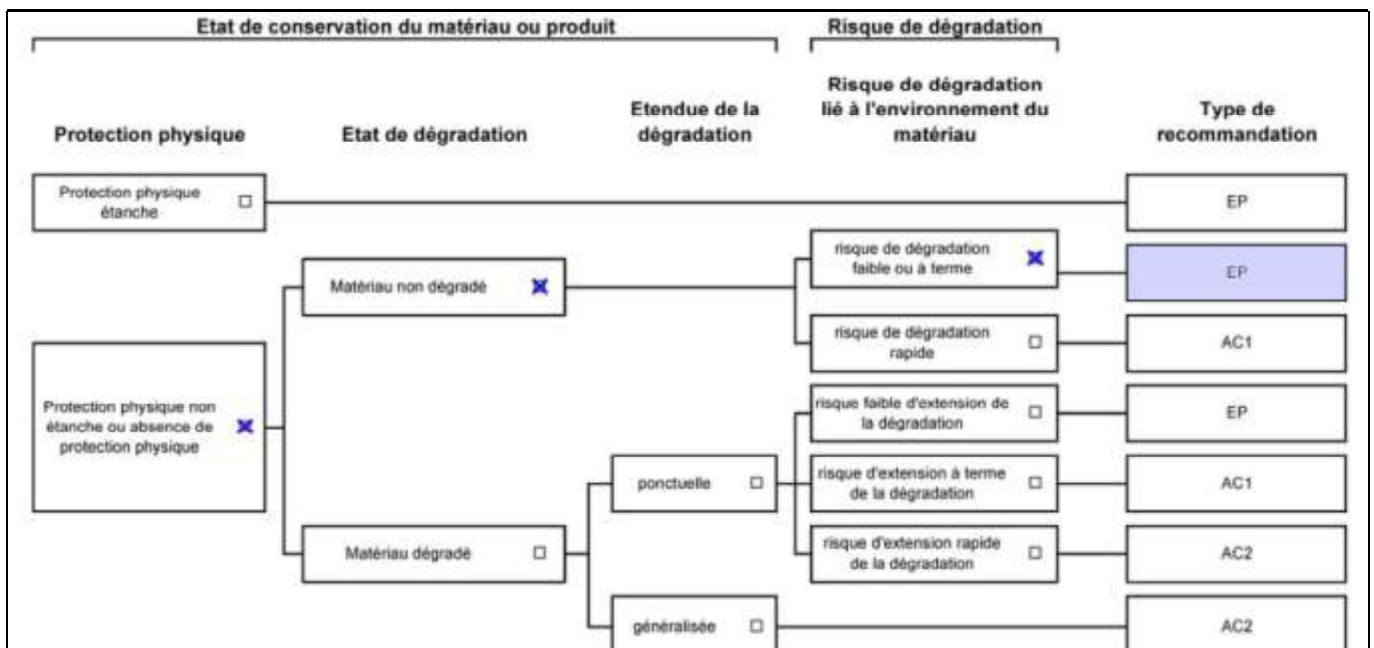 Etat de conservation du matériau ou produit
Risque de dégradation
Protection physique
Etat de dégradation
Etendue de la
dégradation
Risque de dégradation
lié à l'environnement du
matériau
Type de
recommandation
Protection physique
étanche
EP
Matériau non dégradé
risque de dégradation
faible ou à terme
EP
risque de dégradation
rapide
AC1
Protection physique non
étanche ou absence de
protection physique
risque faible d'extension de
la dégradation
EP
ponctuelle
risque d'extension à terme
de la dégradation
AC1
Matériau dégradé
risque d'extension rapide
de la dégradation
AC2
généralisée
AC2